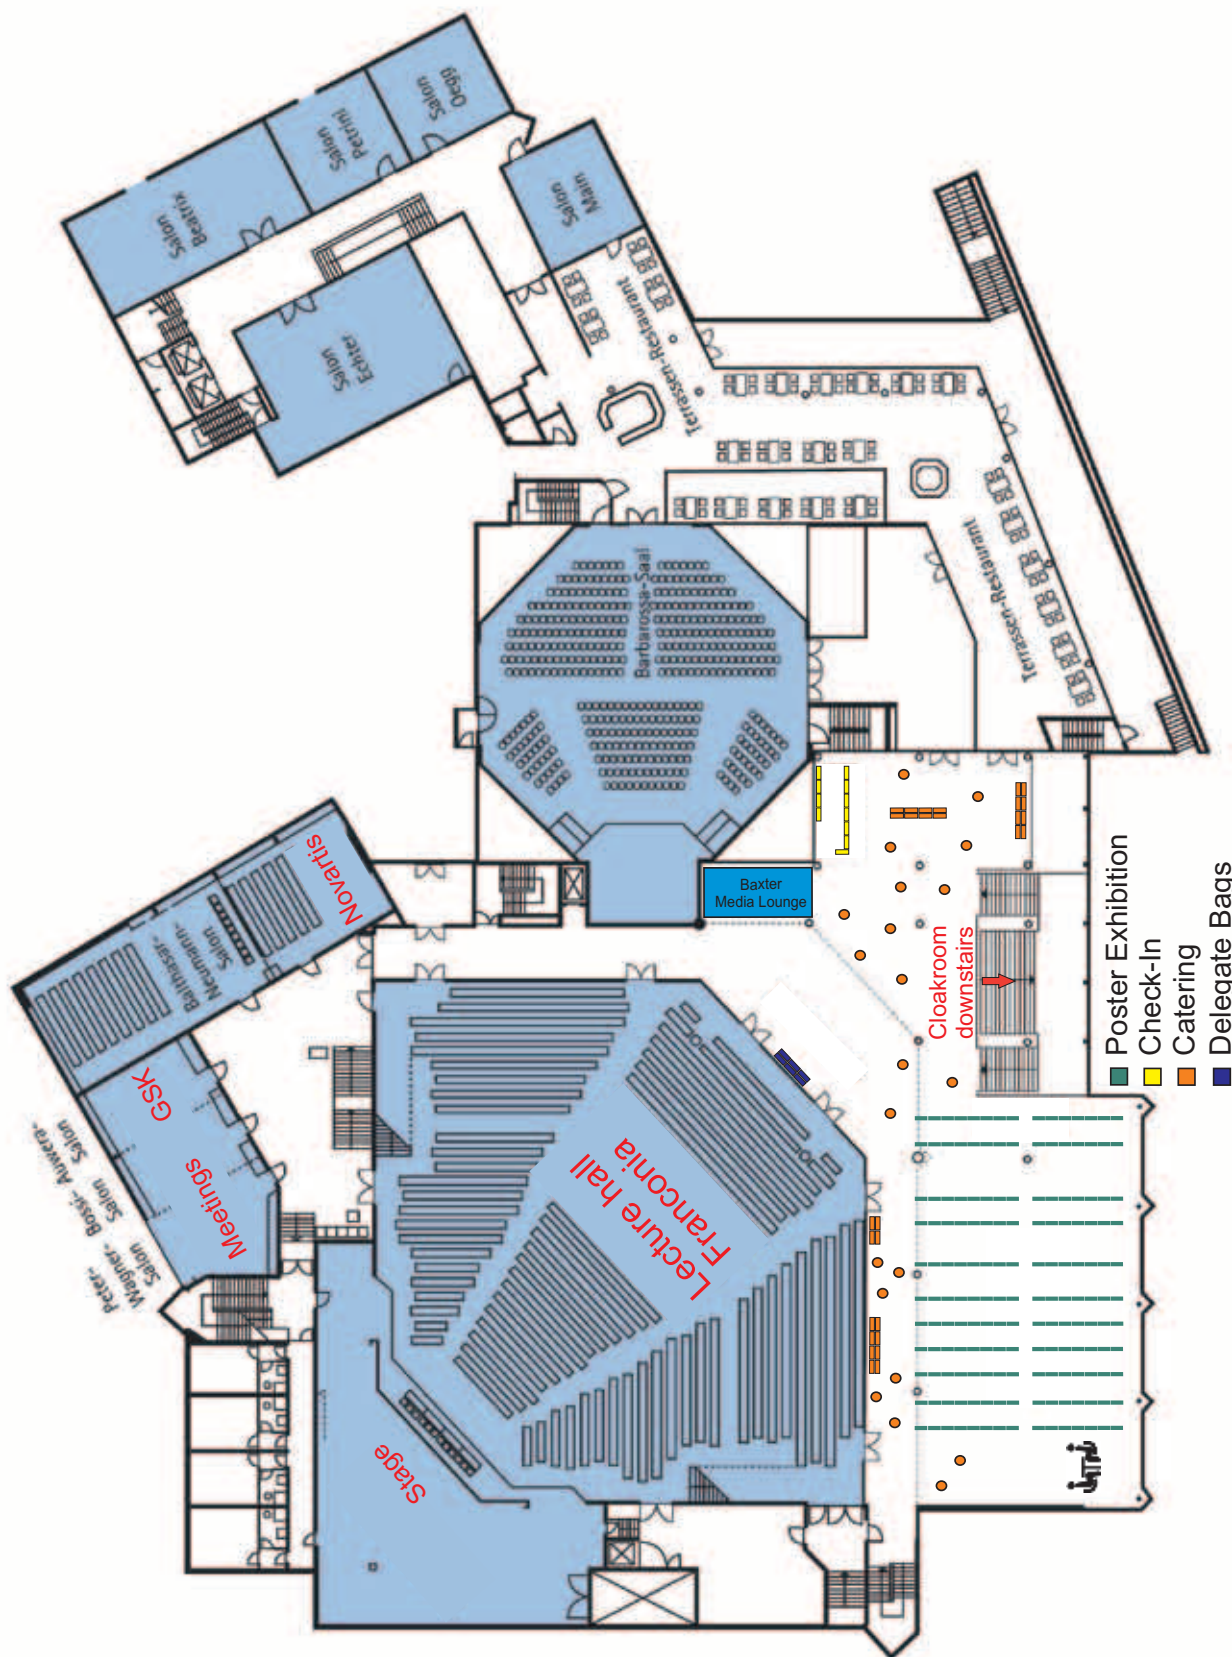 Salon
Oegg
Salon
Petrini
Salon
Beatrix
Salon
Main
Salon
Echter
Terrassen-Restaurant
Barbarossa-Saal
Terrassen-Restaurant
Novartis
Balthasar-
Neumann-
Salon
GSK
Meetings
Peter-
Wagner-
Salon
Bossi-
Salon
Auwera-
Salon
Baxter
Media Lounge
Cloakroom
downstairs
Lecture hall
Franconia
Stage
Poster Exhibition
Check-In
Catering
Delegate Bags